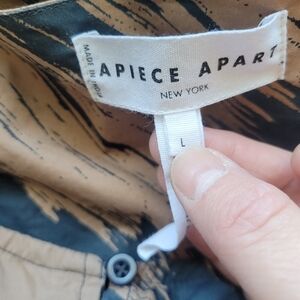 APIECE APART
NEW YORK
MADE IN INDIA
L